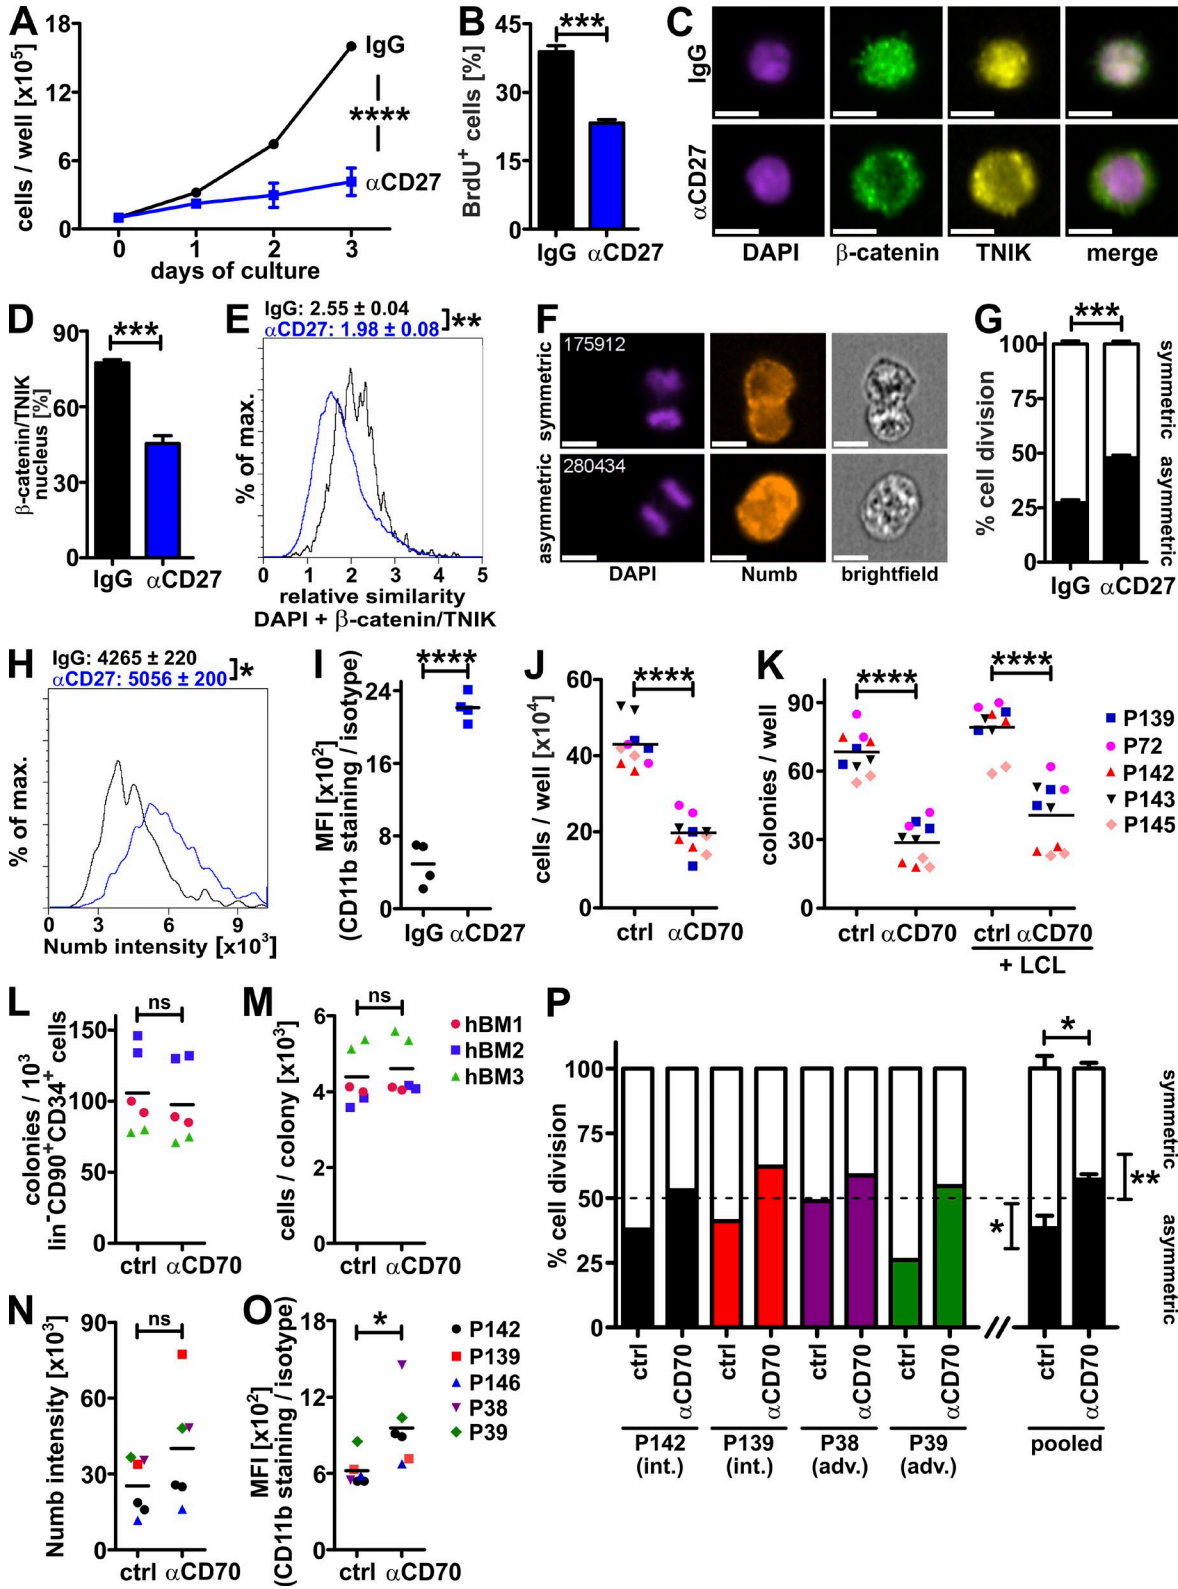 A
18
12
6
0
cells / well [x10⁵]
IgG
****
αCD27
0 1 2 3
days of culture
B
45
30
15
0
BrdU⁺ cells [%]
***
IgG αCD27
C
IgG
αCD27
DAPI β-catenin TNIK merge
D
90
60
30
0
β-catenin/TNIK
nucleus [%]
***
IgG αCD27
E
IgG: 2.55 ± 0.04
αCD27: 1.98 ± 0.08
**
% of max.
0 1 2 3 4 5
relative similarity
DAPI + β-catenin/TNIK
F
symmetric
175912
asymmetric
280434
DAPI Numb brightfield
G
***
100
75
50
25
0
% cell division
symmetric
asymmetric
IgG αCD27
H
IgG: 4265 ± 220
αCD27: 5056 ± 200
*
% of max.
0 3 6 9
Numb intensity [x10³]
I
****
24
16
8
0
MFI [x10²]
(CD11b staining / isotype)
IgG αCD27
J
****
60
40
20
0
cells / well [x10⁴]
ctrl αCD70
K
****
****
90
60
30
0
colonies / well
ctrl αCD70
ctrl αCD70
+ LCL
P139
P72
P142
P143
P145
L
ns
150
100
50
0
colonies / 10³
lin⁻CD90⁺CD34⁺ cells
ctrl αCD70
M
ns
6
4
2
0
cells / colony [x10³]
ctrl αCD70
hBM1
hBM2
hBM3
N
ns
90
60
30
0
Numb intensity [x10³]
ctrl αCD70
O
*
18
12
6
0
MFI [x10²]
(CD11b staining / isotype)
ctrl αCD70
P142
P139
P146
P38
P39
P
*
100
75
50
25
0
% cell division
symmetric
asymmetric
**
*
ctrl αCD70 ctrl αCD70 ctrl αCD70 ctrl αCD70 ctrl αCD70
P142 P139 P38 P39 pooled
(int.) (int.) (adv.) (adv.)